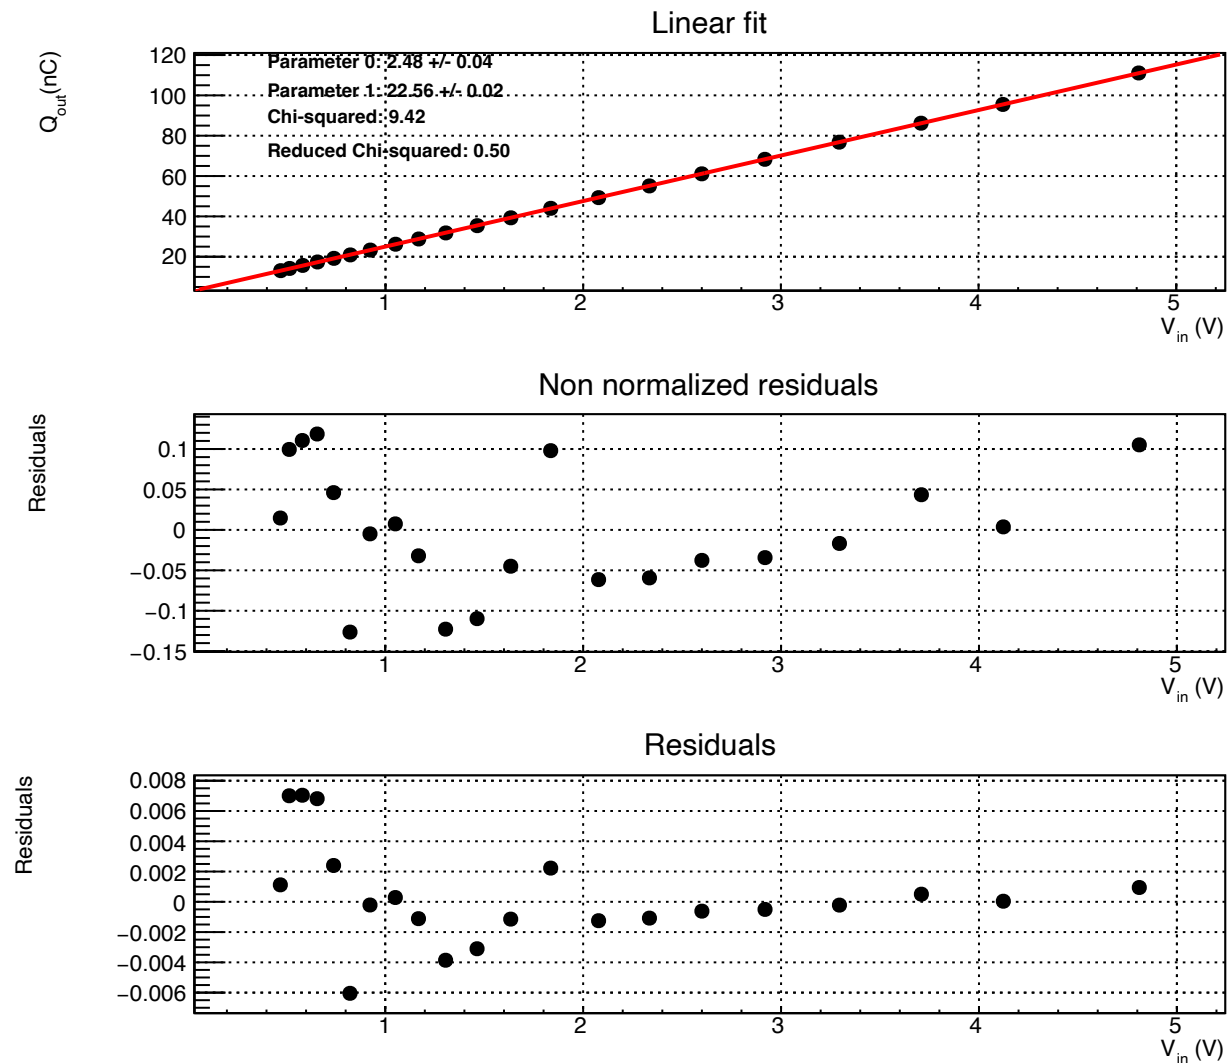 Linear fit
Q_out(nC)
120
100
80
60
40
20
Parameter 0: 2.48 +/- 0.04
Parameter 1: 22.56 +/- 0.02
Chi-squared: 9.42
Reduced Chi-squared: 0.50
1 2 3 4 5
V_in (V)
Non normalized residuals
Residuals
0.1
0.05
0
−0.05
−0.1
−0.15
1 2 3 4 5
V_in (V)
Residuals
Residuals
0.008
0.006
0.004
0.002
0
−0.002
−0.004
−0.006
1 2 3 4 5
V_in (V)